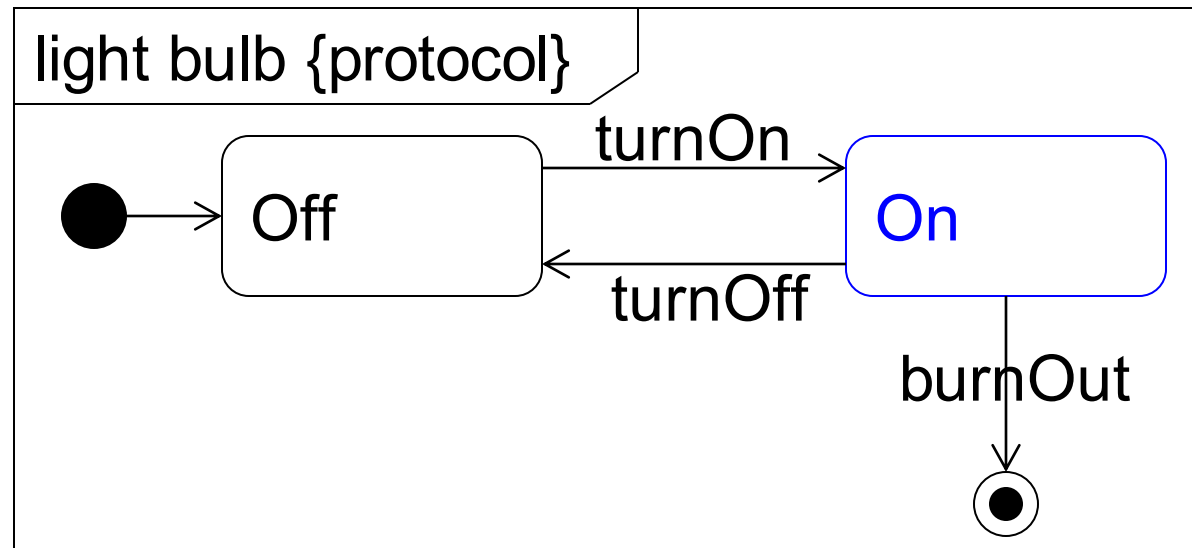 light bulb {protocol}
turnOn
Off
On
turnOff
burnOut